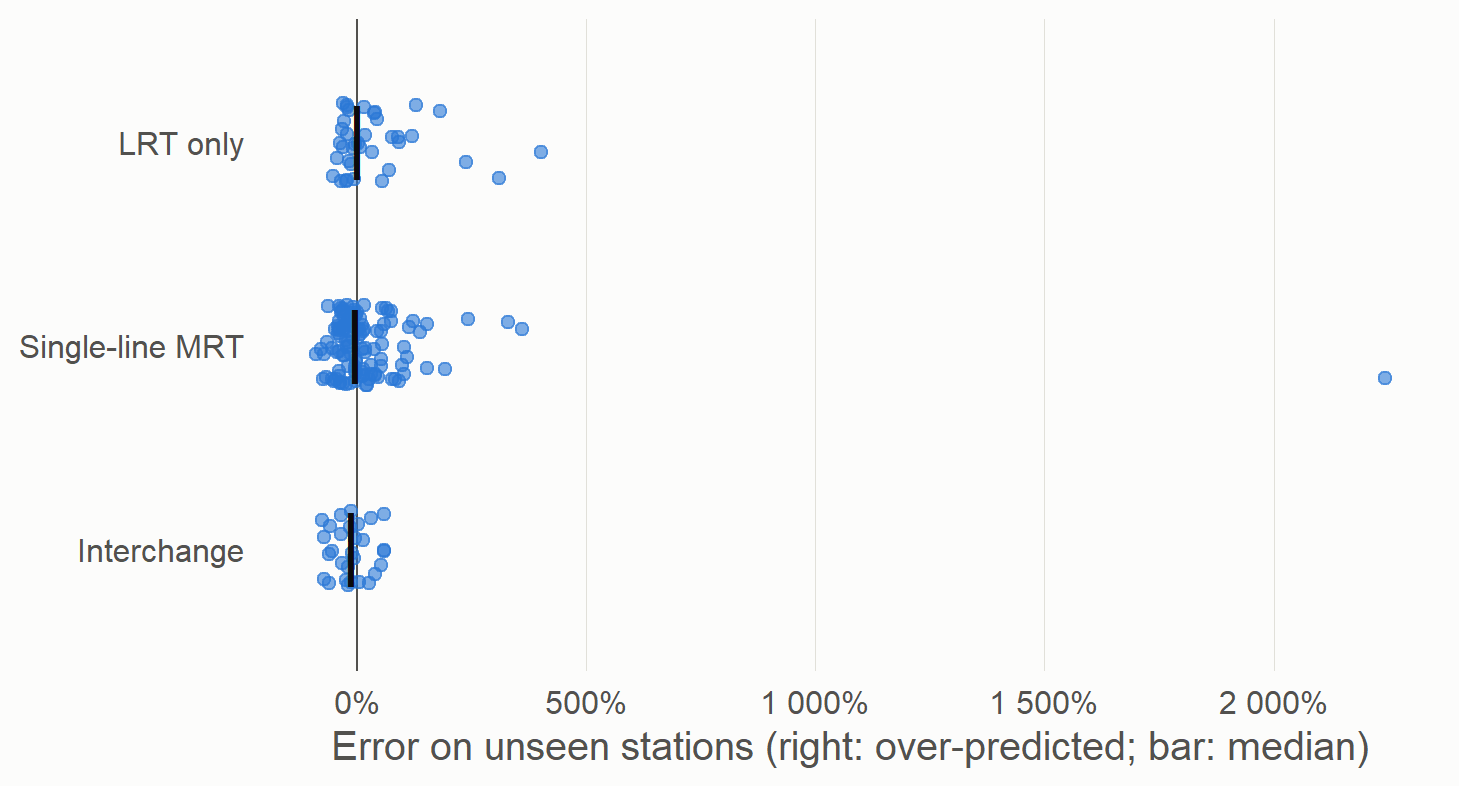 LRT only
Single-line MRT
Interchange
0% 500% 1 000% 1 500% 2 000%
Error on unseen stations (right: over-predicted; bar: median)